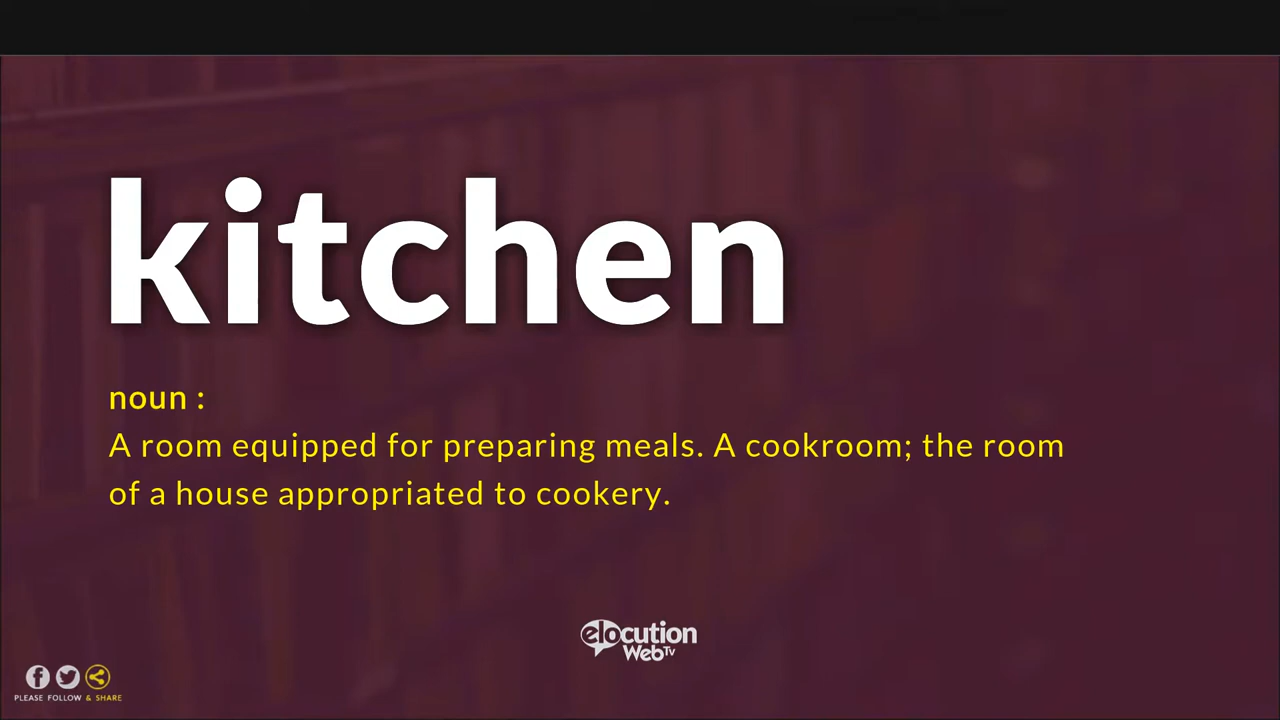 kitchen
noun :
A room equipped for preparing meals. A cookroom; the room
of a house appropriated to cookery.
elocution
WebTv
PLEASE FOLLOW & SHARE